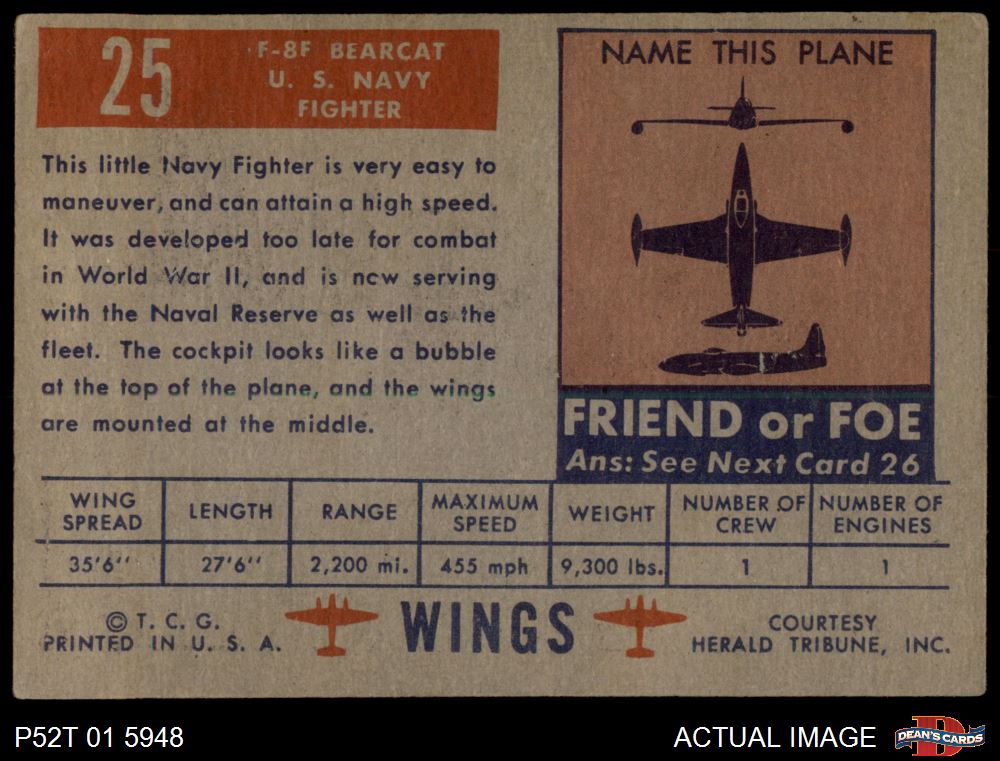 25
F-8F BEARCAT
U. S. NAVY
FIGHTER
This little Navy Fighter is very easy to
maneuver, and can attain a high speed.
It was developed too late for combat
in World War II, and is now serving
with the Naval Reserve as well as the
fleet. The cockpit looks like a bubble
at the top of the plane, and the wings
are mounted at the middle.
NAME THIS PLANE
FRIEND or FOE
Ans: See Next Card 26
WING SPREAD LENGTH RANGE MAXIMUM SPEED WEIGHT NUMBER OF CREW NUMBER OF ENGINES
35'6'' 27'6'' 2,200 mi. 455 mph 9,300 lbs. 1 1
© T. C. G.
PRINTED IN U. S. A.
WINGS
COURTESY
HERALD TRIBUNE, INC.
P52T 01 5948
ACTUAL IMAGE
DEAN'S CARDS